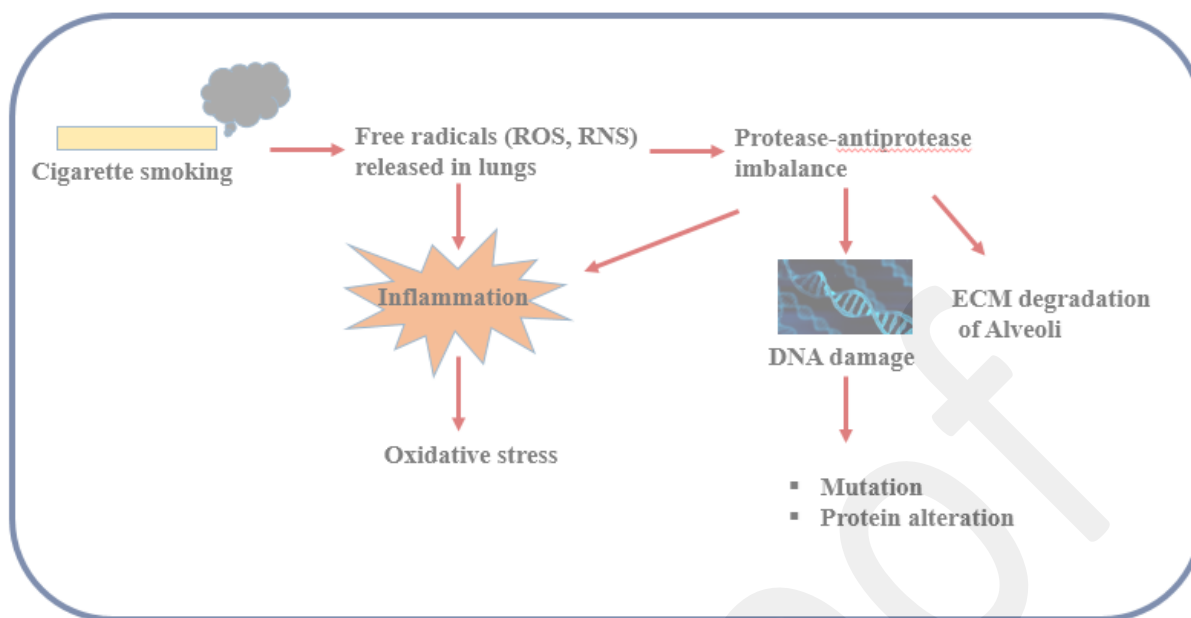 Cigarette smoking
Free radicals (ROS, RNS)
released in lungs
Protease-antiprotease
imbalance
Inflammation
DNA damage
ECM degradation
of Alveoli
Oxidative stress
▪ Mutation
▪ Protein alteration